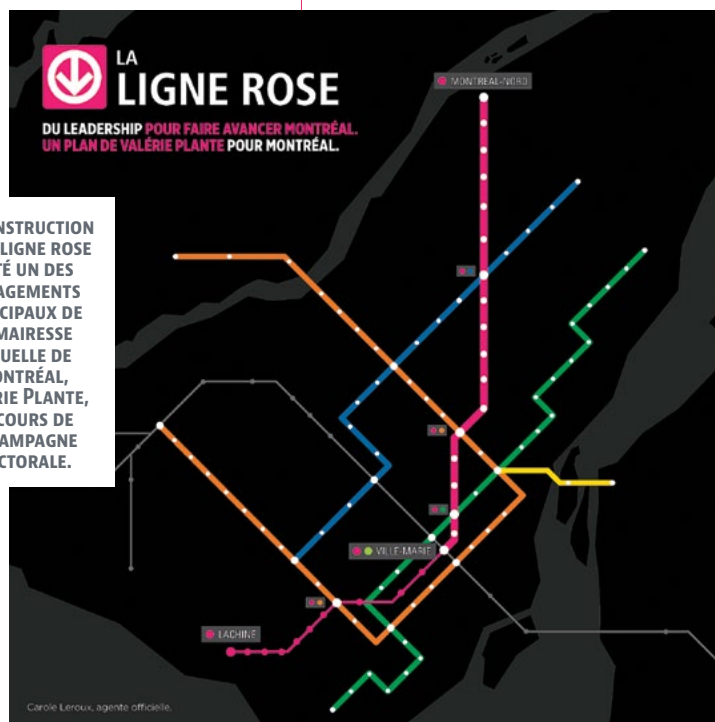 LA
LIGNE ROSE
DU LEADERSHIP POUR FAIRE AVANCER MONTRÉAL.
UN PLAN DE VALÉRIE PLANTE POUR MONTRÉAL.
MONTRÉAL-NORD
NSTRUCTION
LIGNE ROSE
TÉ UN DES
AGEMENTS
CIPAUX DE
MAIRESSE
UELLE DE
ONTRÉAL,
RIE PLANTE,
COURS DE
CAMPAGNE
CTORALE.
VILLE-MARIE
LACHINE
Carole Leroux, agente officielle.